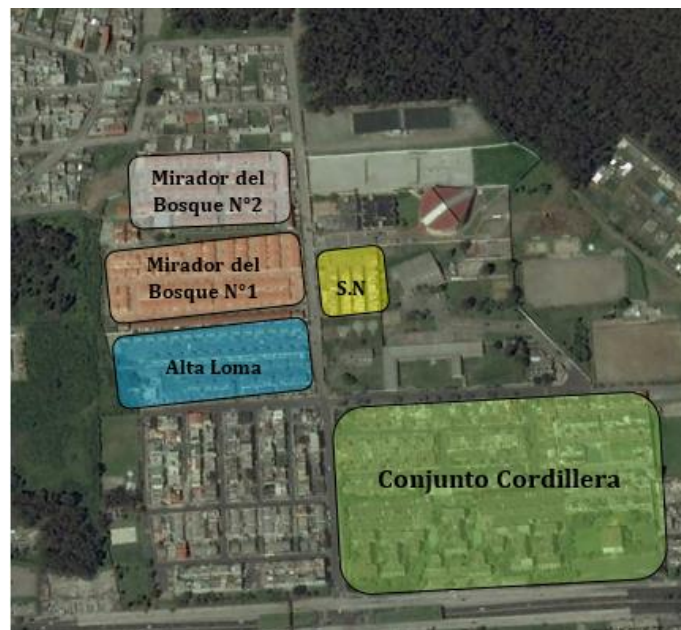 Mirador del
Bosque N°2
Mirador del
Bosque N°1
S.N
Alta Loma
Conjunto Cordillera